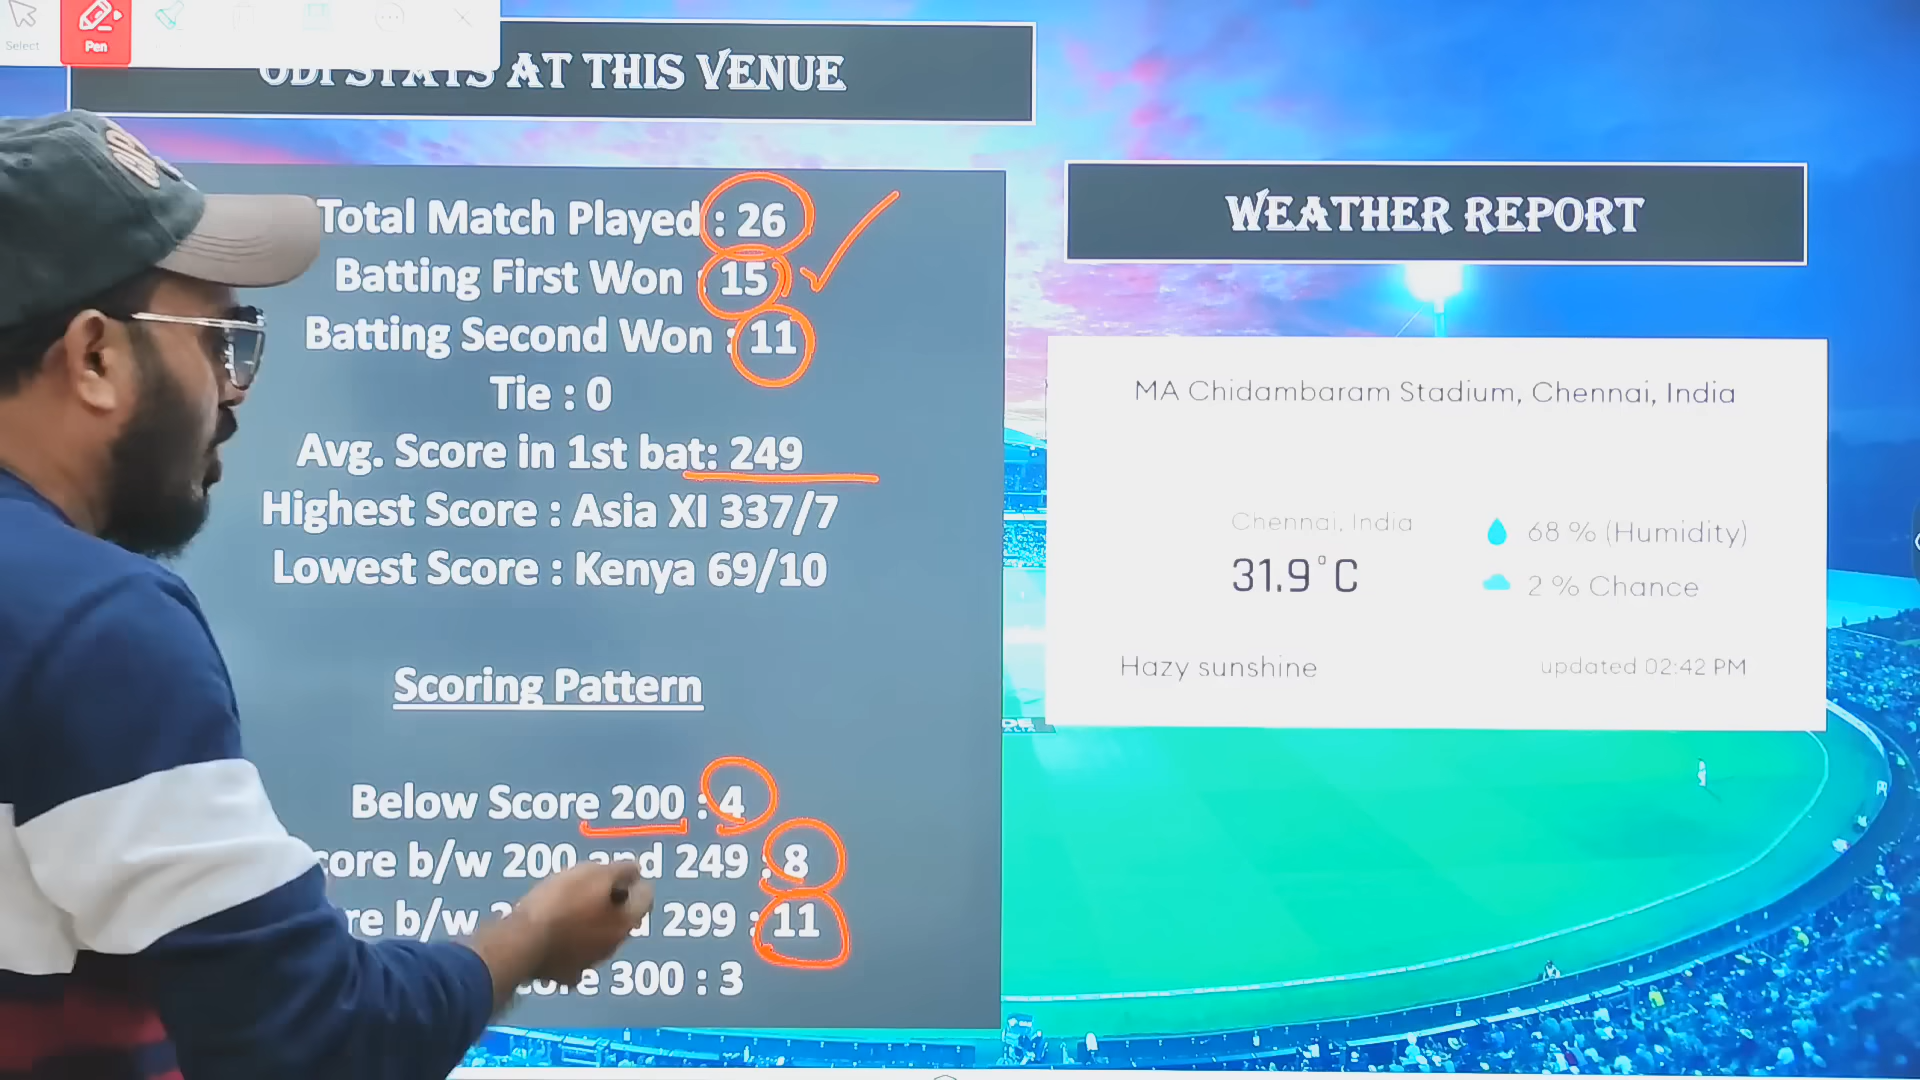 Select
Pen
ODI STATS AT THIS VENUE
Total Match Played : 26
Batting First Won : 15
Batting Second Won : 11
Tie : 0
Avg. Score in 1st bat: 249
Highest Score : Asia XI 337/7
Lowest Score : Kenya 69/10
Scoring Pattern
Below Score 200 : 4
core b/w 200 and 249 : 8
re b/w 299 : 11
300 : 3
WEATHER REPORT
MA Chidambaram Stadium, Chennai, India
Chennai, India
31.9°C
68 % (Humidity)
2 % Chance
Hazy sunshine
updated 02:42 PM